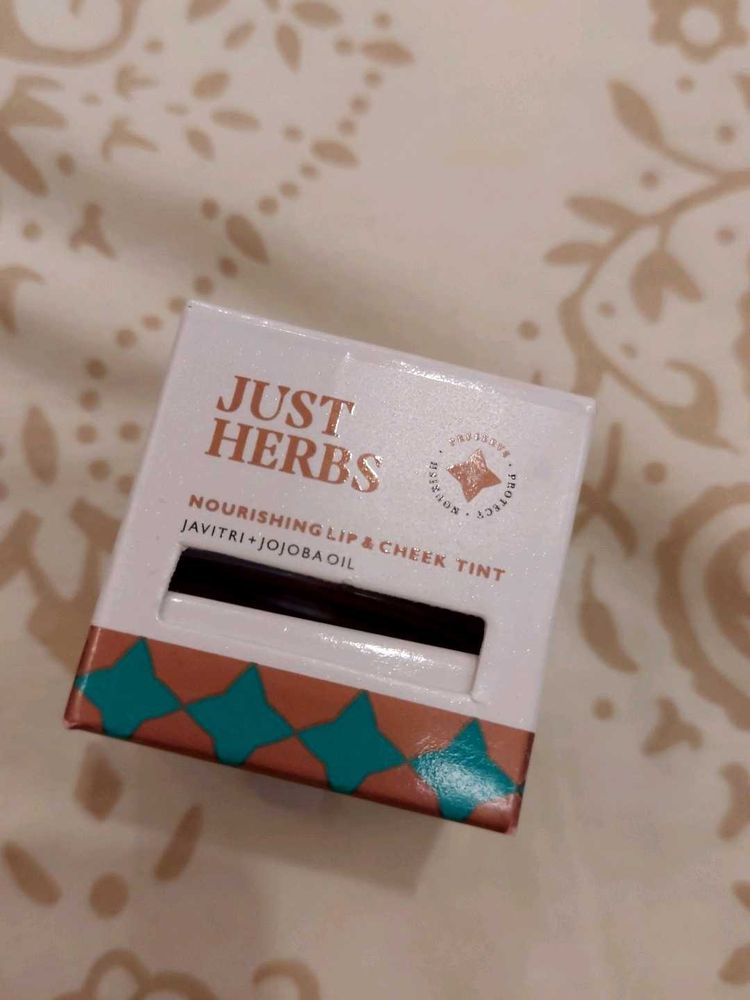 JUST
HERBS
PRESERVE · PROTECT · NOURISH ·
NOURISHING LIP & CHEEK TINT
JAVITRI+JOJOBA OIL